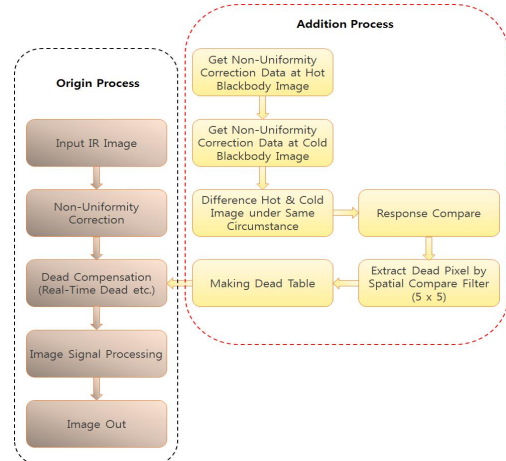 Addition Process
Get Non-Uniformity
Correction Data at Hot
Blackbody Image
Get Non-Uniformity
Correction Data at Cold
Blackbody Image
Difference Hot & Cold
Image under Same
Circumstance
Response Compare
Extract Dead Pixel by
Spatial Compare Filter
(5 x 5)
Making Dead Table
Origin Process
Input IR Image
Non-Uniformity
Correction
Dead Compensation
(Real-Time Dead etc.)
Image Signal Processing
Image Out